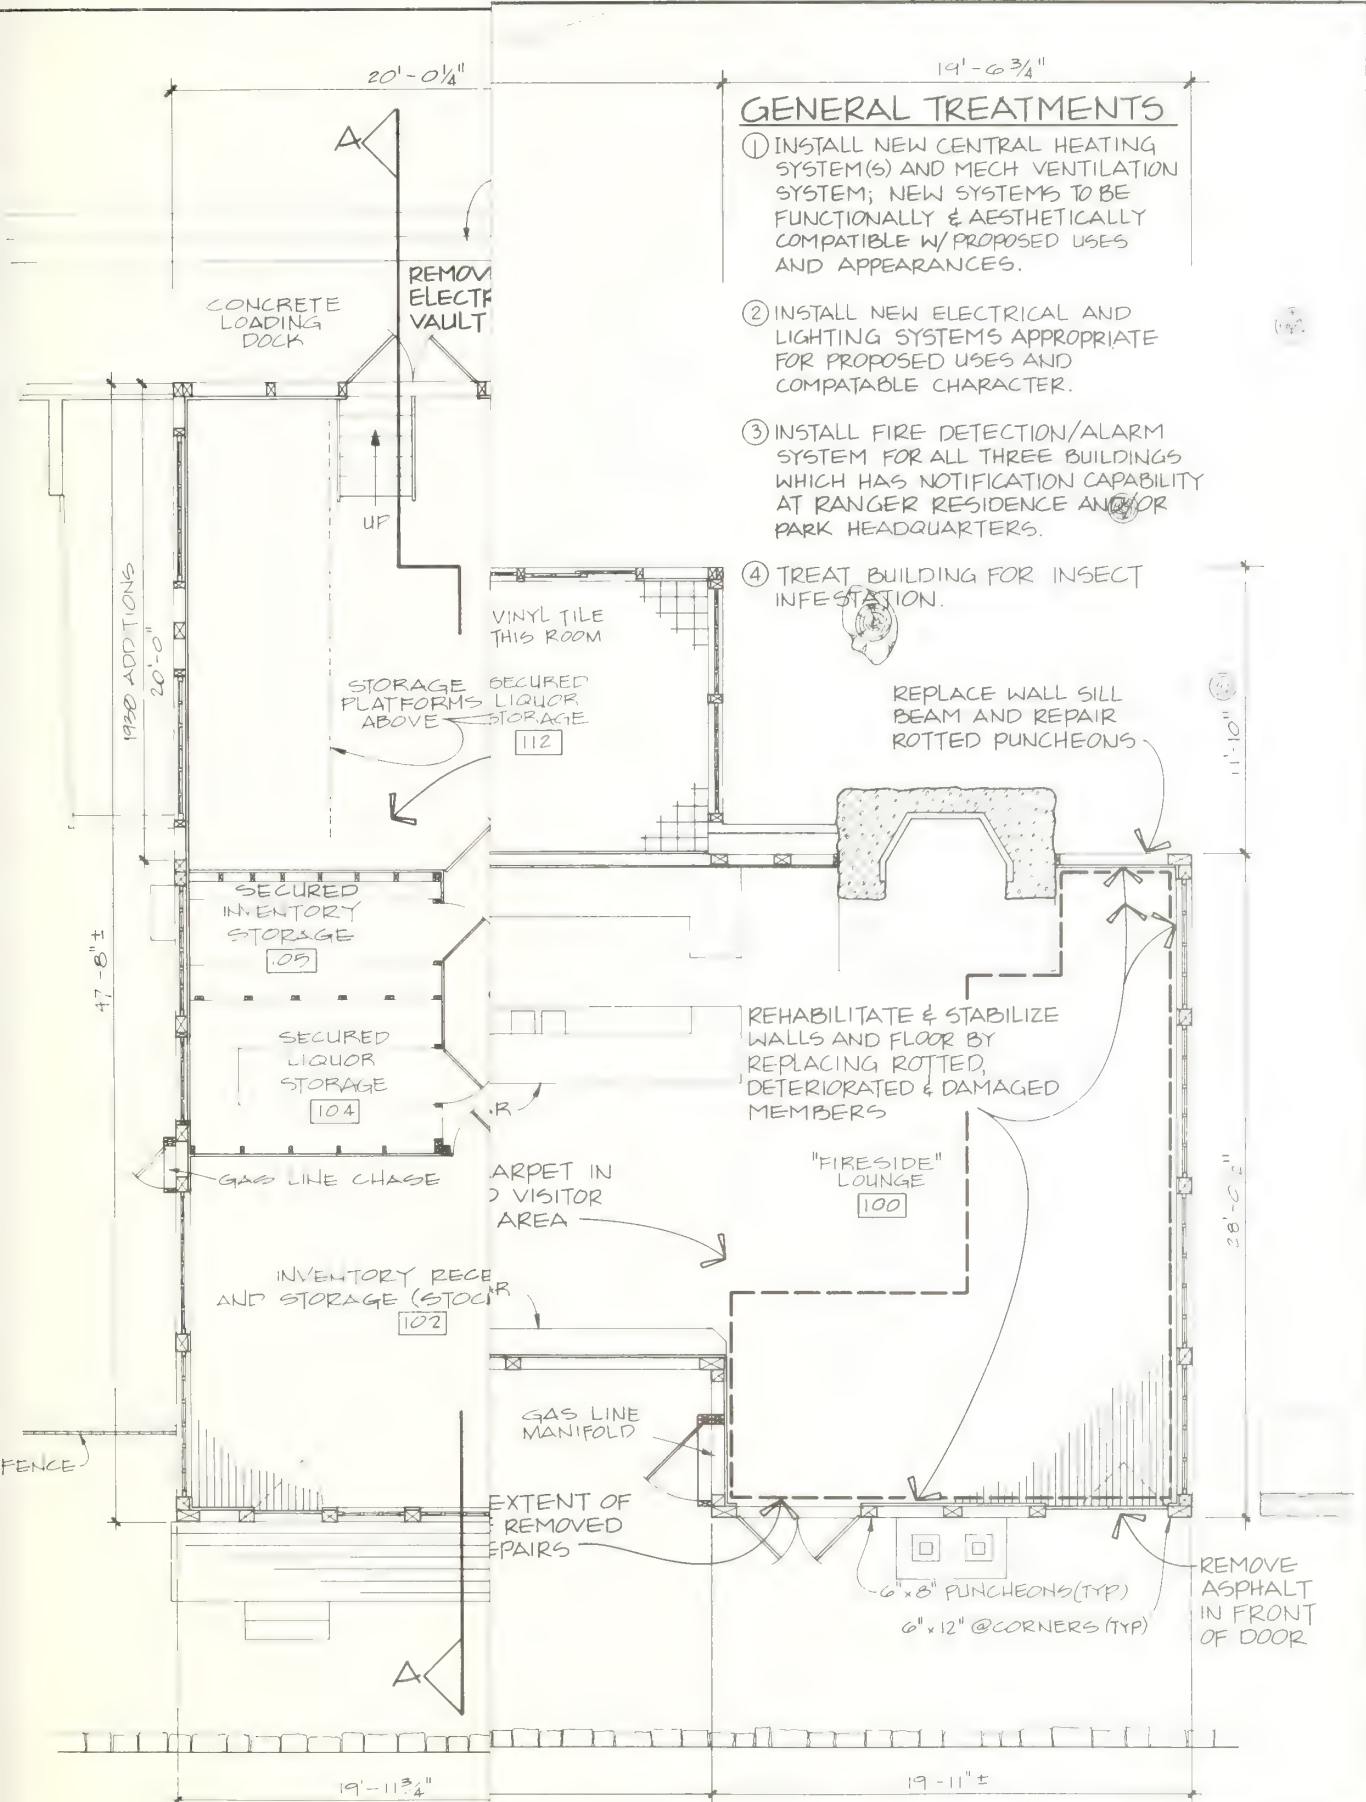 20'-0¼"
19'-6¾"
GENERAL TREATMENTS
① INSTALL NEW CENTRAL HEATING
SYSTEM(S) AND MECH VENTILATION
SYSTEM; NEW SYSTEMS TO BE
FUNCTIONALLY & AESTHETICALLY
COMPATIBLE W/ PROPOSED USES
AND APPEARANCES.
② INSTALL NEW ELECTRICAL AND
LIGHTING SYSTEMS APPROPRIATE
FOR PROPOSED USES AND
COMPATABLE CHARACTER.
③ INSTALL FIRE DETECTION/ALARM
SYSTEM FOR ALL THREE BUILDINGS
WHICH HAS NOTIFICATION CAPABILITY
AT RANGER RESIDENCE AND/OR
PARK HEADQUARTERS.
④ TREAT BUILDING FOR INSECT
INFESTATION.
A
REMOV
ELECTR
VAULT
CONCRETE
LOADING
DOCK
UP
1930 ADDITIONS
20'-0"
VINYL TILE
THIS ROOM
STORAGE
PLATFORMS
ABOVE
SECURED
LIQUOR
STORAGE
112
REPLACE WALL SILL
BEAM AND REPAIR
ROTTED PUNCHEONS
11'-10"
47'-8"±
SECURED
INVENTORY
STORAGE
105
SECURED
LIQUOR
STORAGE
104
GAS LINE CHASE
REHABILITATE & STABILIZE
WALLS AND FLOOR BY
REPLACING ROTTED,
DETERIORATED & DAMAGED
MEMBERS
R
ARPET IN
VISITOR
AREA
"FIRESIDE"
LOUNGE
100
INVENTORY RECE
AND STORAGE (STOC
102
R
GAS LINE
MANIFOLD
FENCE
EXTENT OF
REMOVED
EPAIRS
6"x8" PUNCHEONS (TYP)
6"x12" @CORNERS (TYP)
REMOVE
ASPHALT
IN FRONT
OF DOOR
A
19'-11¾"
19-11"±